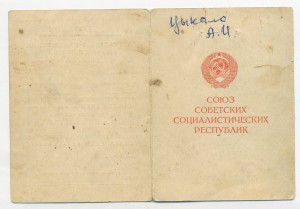 Цыкало
А.И.
СОЮЗ
СОВЕТСКИХ
СОЦИАЛИСТИЧЕСКИХ
РЕСПУБЛИК